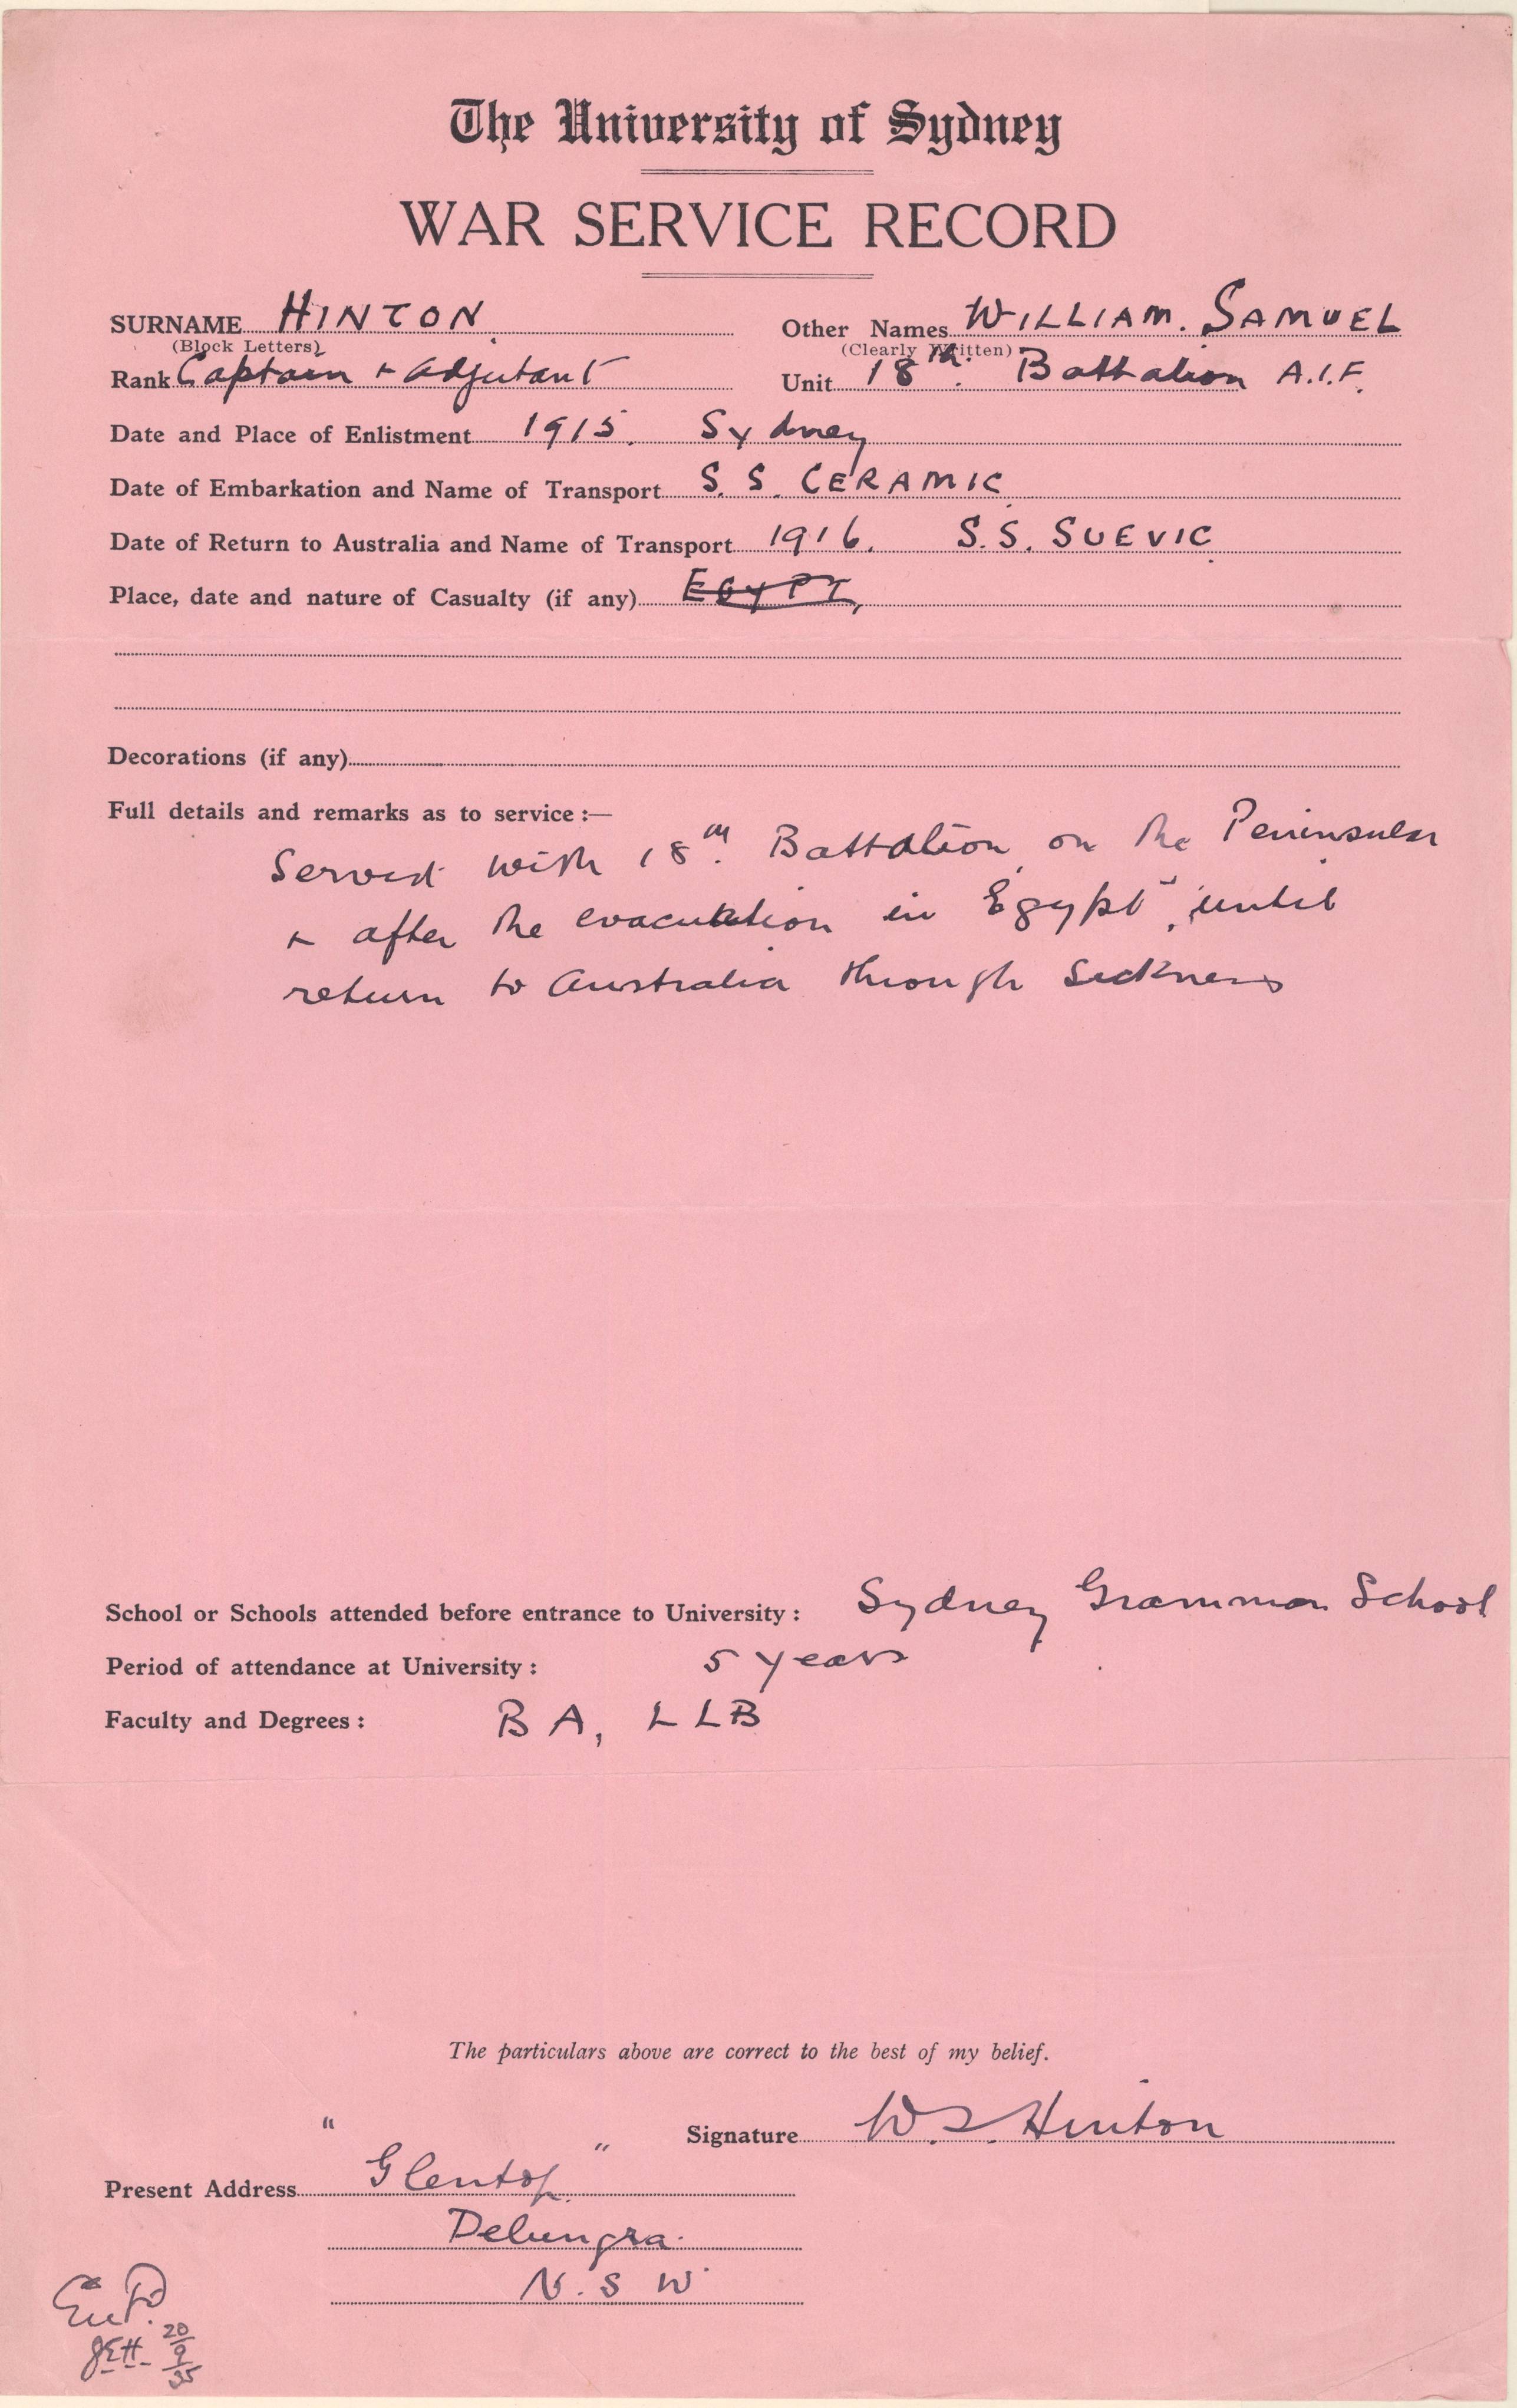 The University of Sydney
WAR SERVICE RECORD
SURNAME HINTON Other Names WILLIAM. SAMUEL
(Block Letters) (Clearly Written)
Rank Captain + adjutant Unit 18th. Battalion A.I.F.
Date and Place of Enlistment 1915. Sydney
Date of Embarkation and Name of Transport S.S. CERAMIC
Date of Return to Australia and Name of Transport 1916. S.S. SUEVIC
Place, date and nature of Casualty (if any) EGYPT,
Decorations (if any)
Full details and remarks as to service :—
Served with 18th. Battalion on the Peninsular
+ after the evacuation in Egypt, until
return to Australia through sickness
School or Schools attended before entrance to University : Sydney Grammar School
Period of attendance at University : 5 years
Faculty and Degrees : BA, LLB
The particulars above are correct to the best of my belief.
Signature W.S. Hinton
Present Address "Glentop"
Delungra.
N.S.W.
Entd.
JEH. 20/9/35